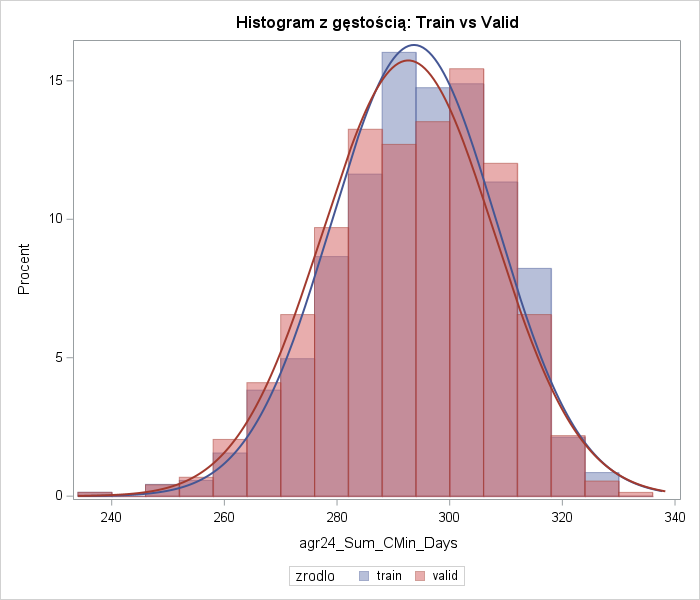 Histogram z gęstością: Train vs Valid
Procent
15
10
5
0
240 260 280 300 320 340
agr24_Sum_CMin_Days
zrodlo train valid